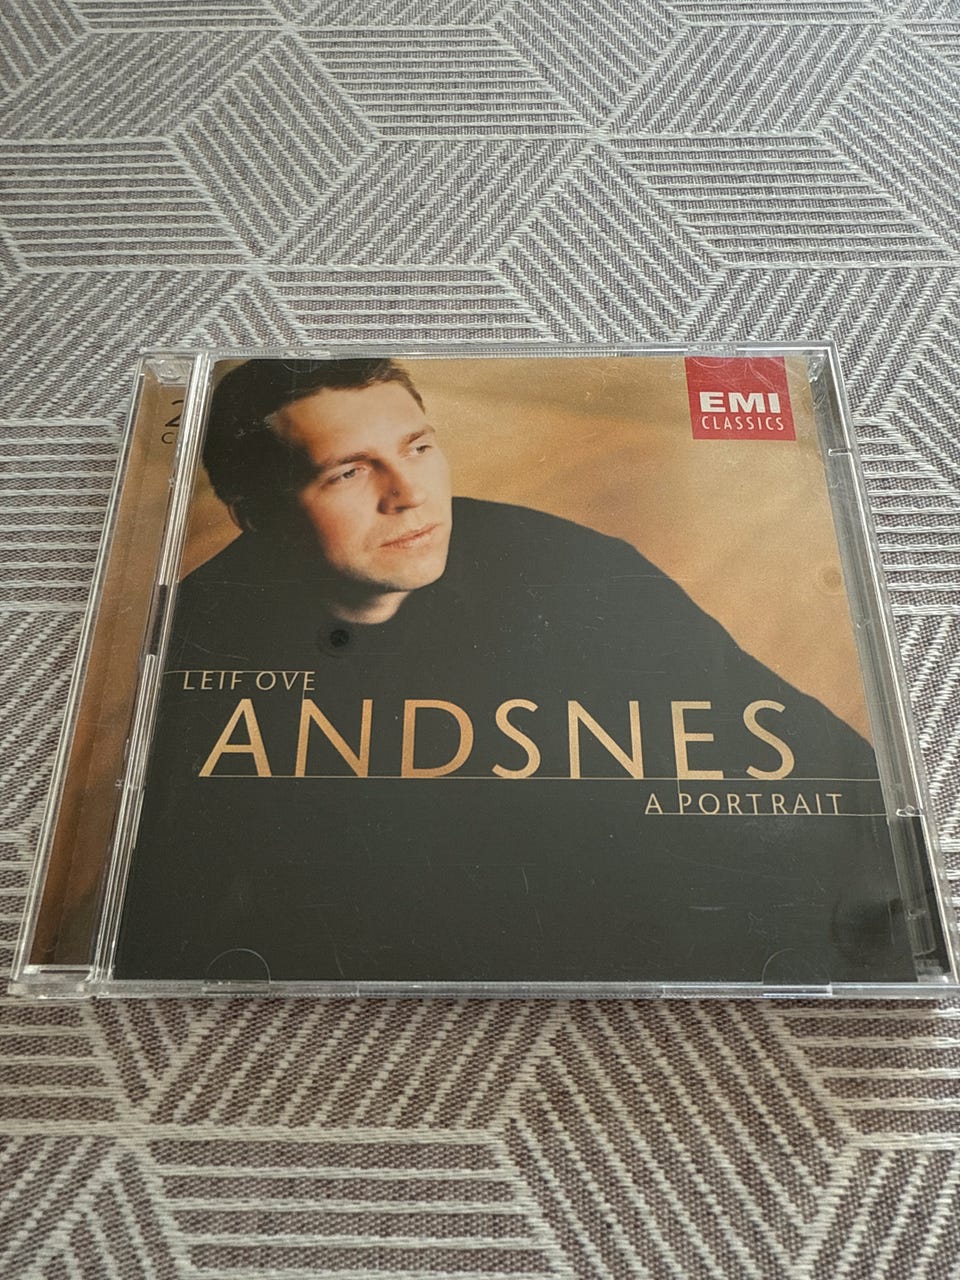 EMI
CLASSICS
LEIF OVE
ANDSNES
A PORTRAIT